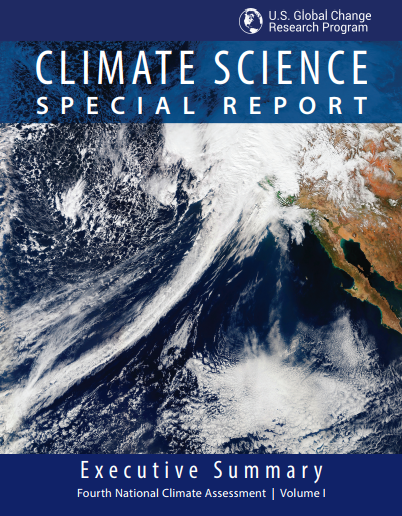 U.S. Global Change
Research Program
CLIMATE SCIENCE
SPECIAL REPORT
Executive Summary
Fourth National Climate Assessment | Volume I